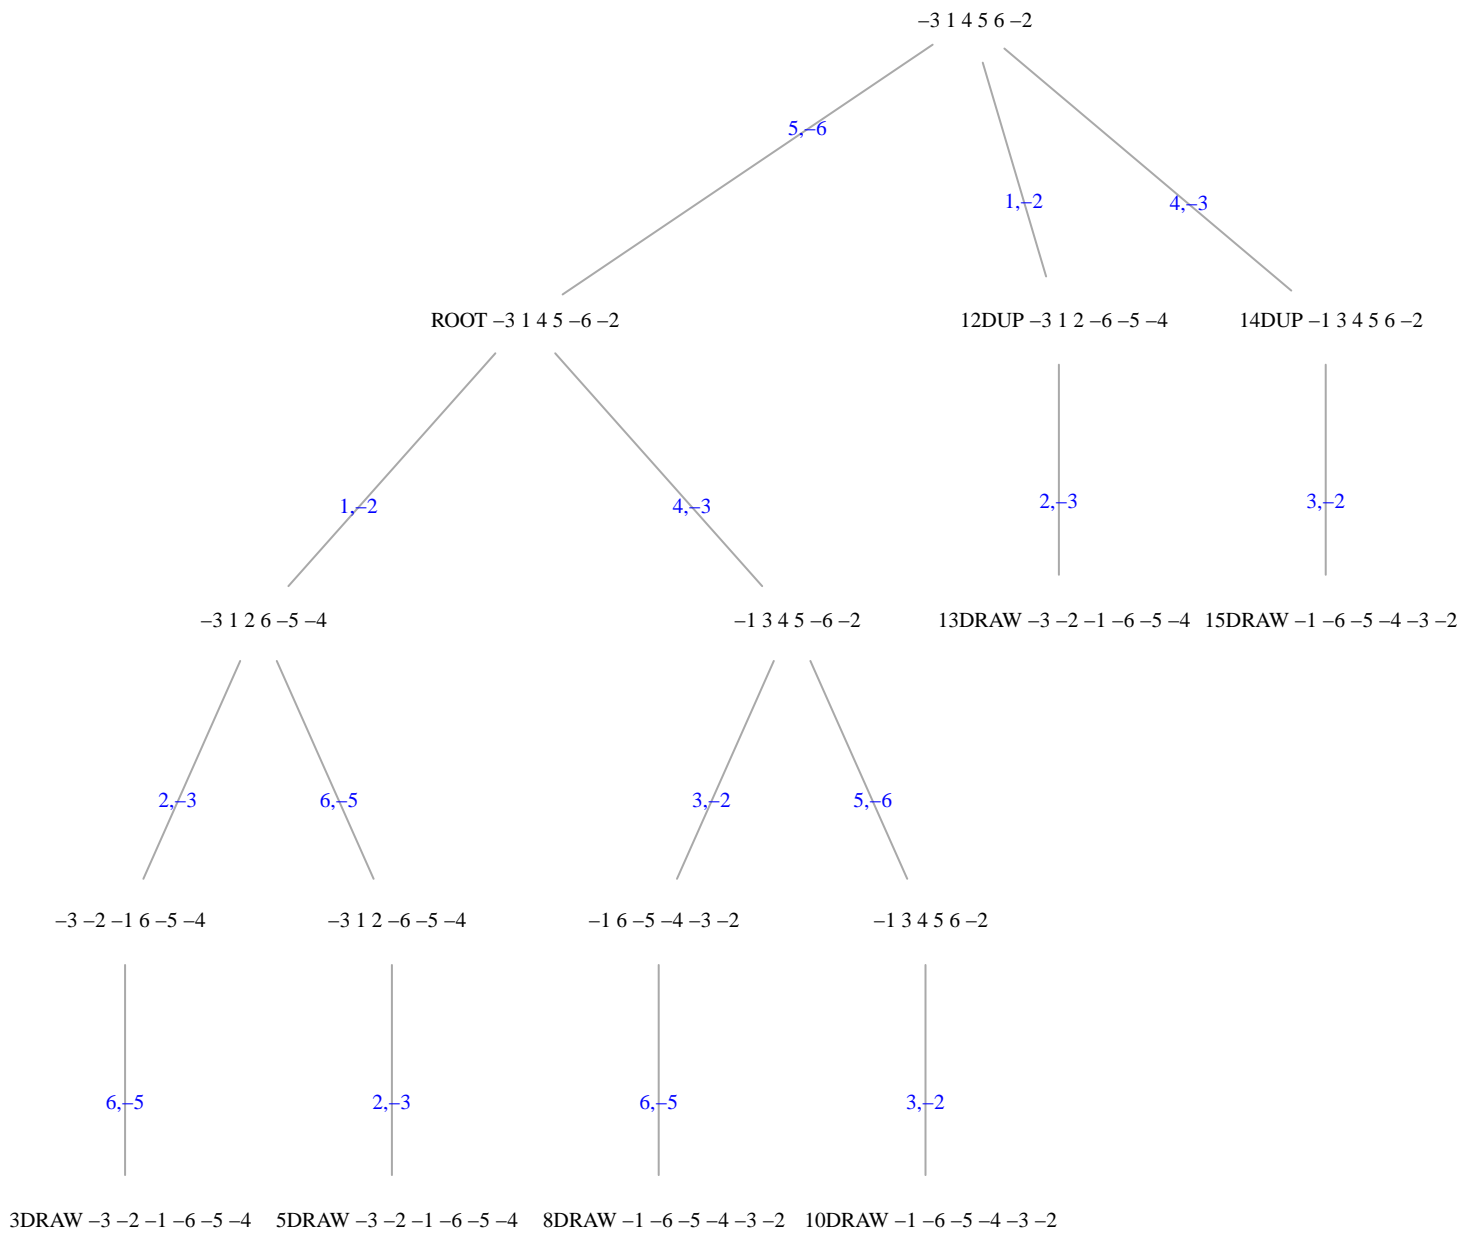 –3 1 4 5 6 –2
5,–6
1,–2
4,–3
ROOT –3 1 4 5 –6 –2
12DUP –3 1 2 –6 –5 –4
14DUP –1 3 4 5 6 –2
1,–2
4,–3
2,–3
3,–2
–3 1 2 6 –5 –4
–1 3 4 5 –6 –2
13DRAW –3 –2 –1 –6 –5 –4
15DRAW –1 –6 –5 –4 –3 –2
2,–3
6,–5
3,–2
5,–6
–3 –2 –1 6 –5 –4
–3 1 2 –6 –5 –4
–1 6 –5 –4 –3 –2
–1 3 4 5 6 –2
6,–5
2,–3
6,–5
3,–2
3DRAW –3 –2 –1 –6 –5 –4
5DRAW –3 –2 –1 –6 –5 –4
8DRAW –1 –6 –5 –4 –3 –2
10DRAW –1 –6 –5 –4 –3 –2